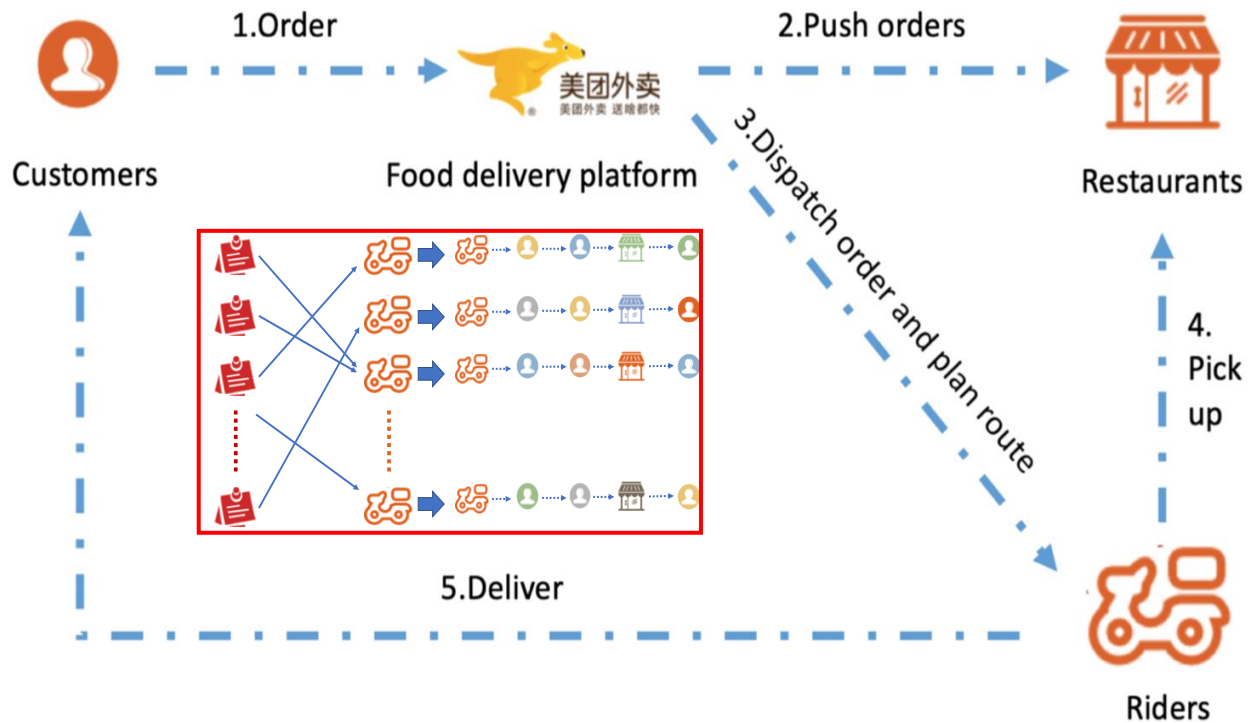 1.Order
2.Push orders
美团外卖
®
美团外卖 送啥都快
Customers
Food delivery platform
Restaurants
3.Dispatch order and plan route
4.
Pick
up
5.Deliver
Riders